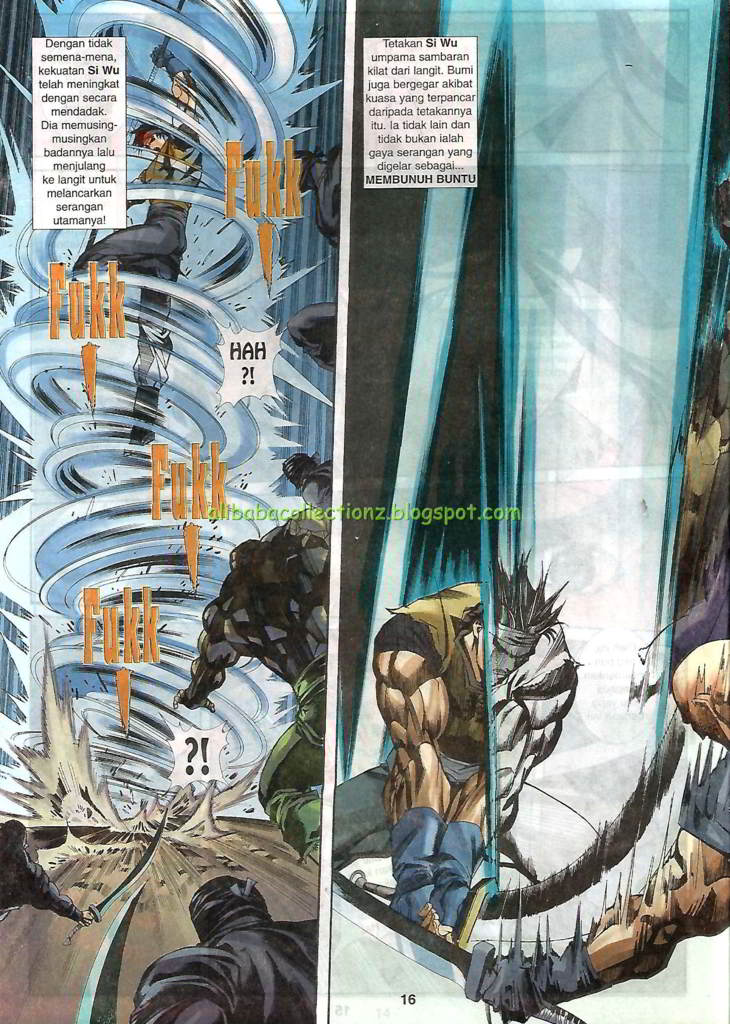 Dengan tidak
semena-mena,
kekuatan Si Wu
telah meningkat
dengan secara
mendadak.
Dia memusing-
musingkan
badannya lalu
menjulang
ke langit untuk
melancarkan
serangan
utamanya!
Fukk!
Fukk!
HAH
?!
Fukk!
Fukk!
?!
Tetakan Si Wu
umpama sambaran
kilat dari langit. Bumi
juga bergegar akibat
kuasa yang terpancar
daripada tetakannya
itu. Ia tidak lain dan
tidak bukan ialah
gaya serangan yang
digelar sebagai...
MEMBUNUH BUNTU
alibabacollectionz.blogspot.com
16
15
14